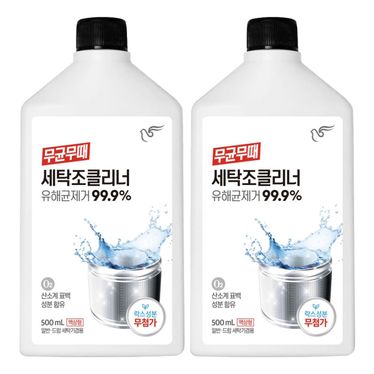 무균무때
세탁조클리너
유해균제거 99.9%
O₂
산소계 표백
성분 함유
락스성분
무첨가
500 mL 액상형
일반·드럼 세탁기겸용
무균무때
세탁조클리너
유해균제거 99.9%
O₂
산소계 표백
성분 함유
락스성분
무첨가
500 mL 액상형
일반·드럼 세탁기겸용